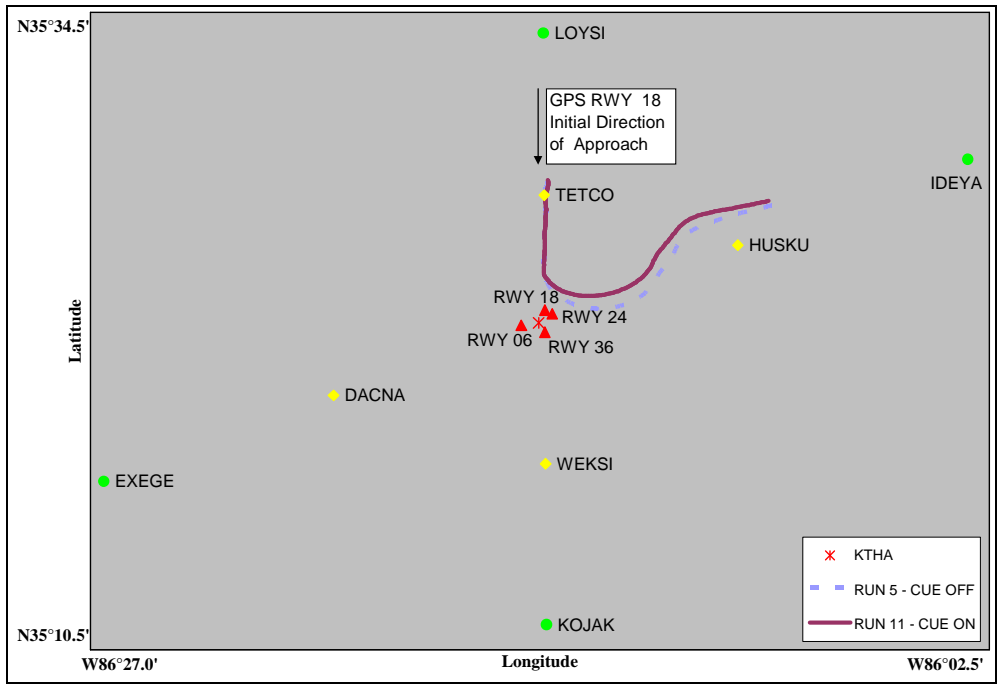 N35°34.5'
LOYSI
GPS RWY 18
Initial Direction
of Approach
IDEYA
TETCO
HUSKU
RWY 18
RWY 24
RWY 06
RWY 36
Latitude
DACNA
WEKSI
EXEGE
KTHA
RUN 5 - CUE OFF
RUN 11 - CUE ON
KOJAK
N35°10.5'
W86°27.0'
Longitude
W86°02.5'